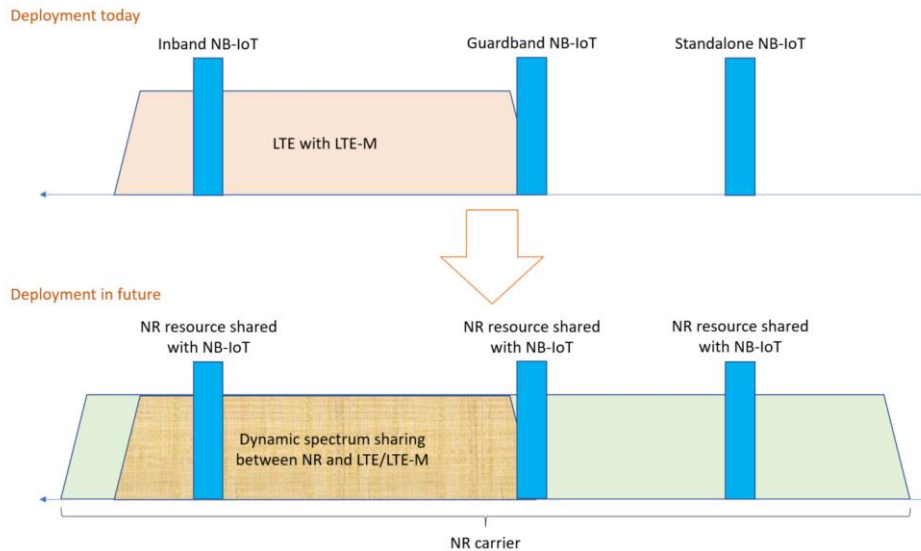 Deployment today
Inband NB-IoT
Guardband NB-IoT
Standalone NB-IoT
LTE with LTE-M
Deployment in future
NR resource shared
with NB-IoT
NR resource shared
with NB-IoT
NR resource shared
with NB-IoT
Dynamic spectrum sharing
between NR and LTE/LTE-M
NR carrier